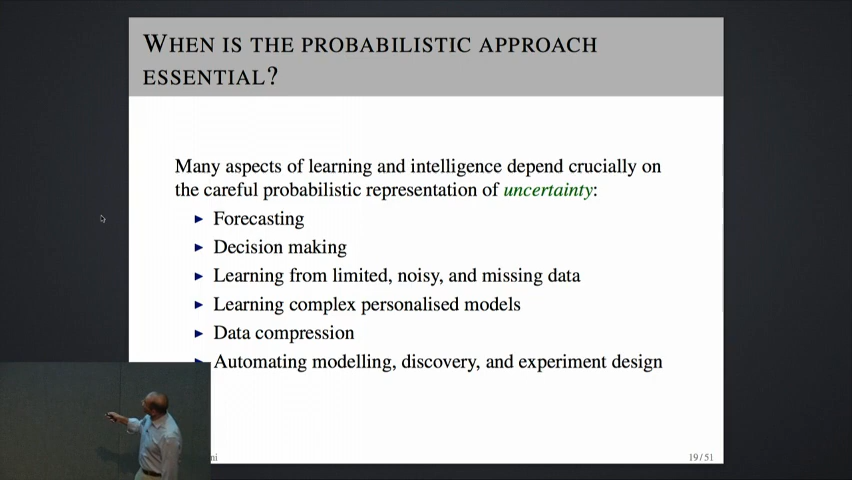 WHEN IS THE PROBABILISTIC APPROACH
ESSENTIAL?
Many aspects of learning and intelligence depend crucially on
the careful probabilistic representation of uncertainty:
Forecasting
Decision making
Learning from limited, noisy, and missing data
Learning complex personalised models
Data compression
Automating modelling, discovery, and experiment design
ni
19 / 51